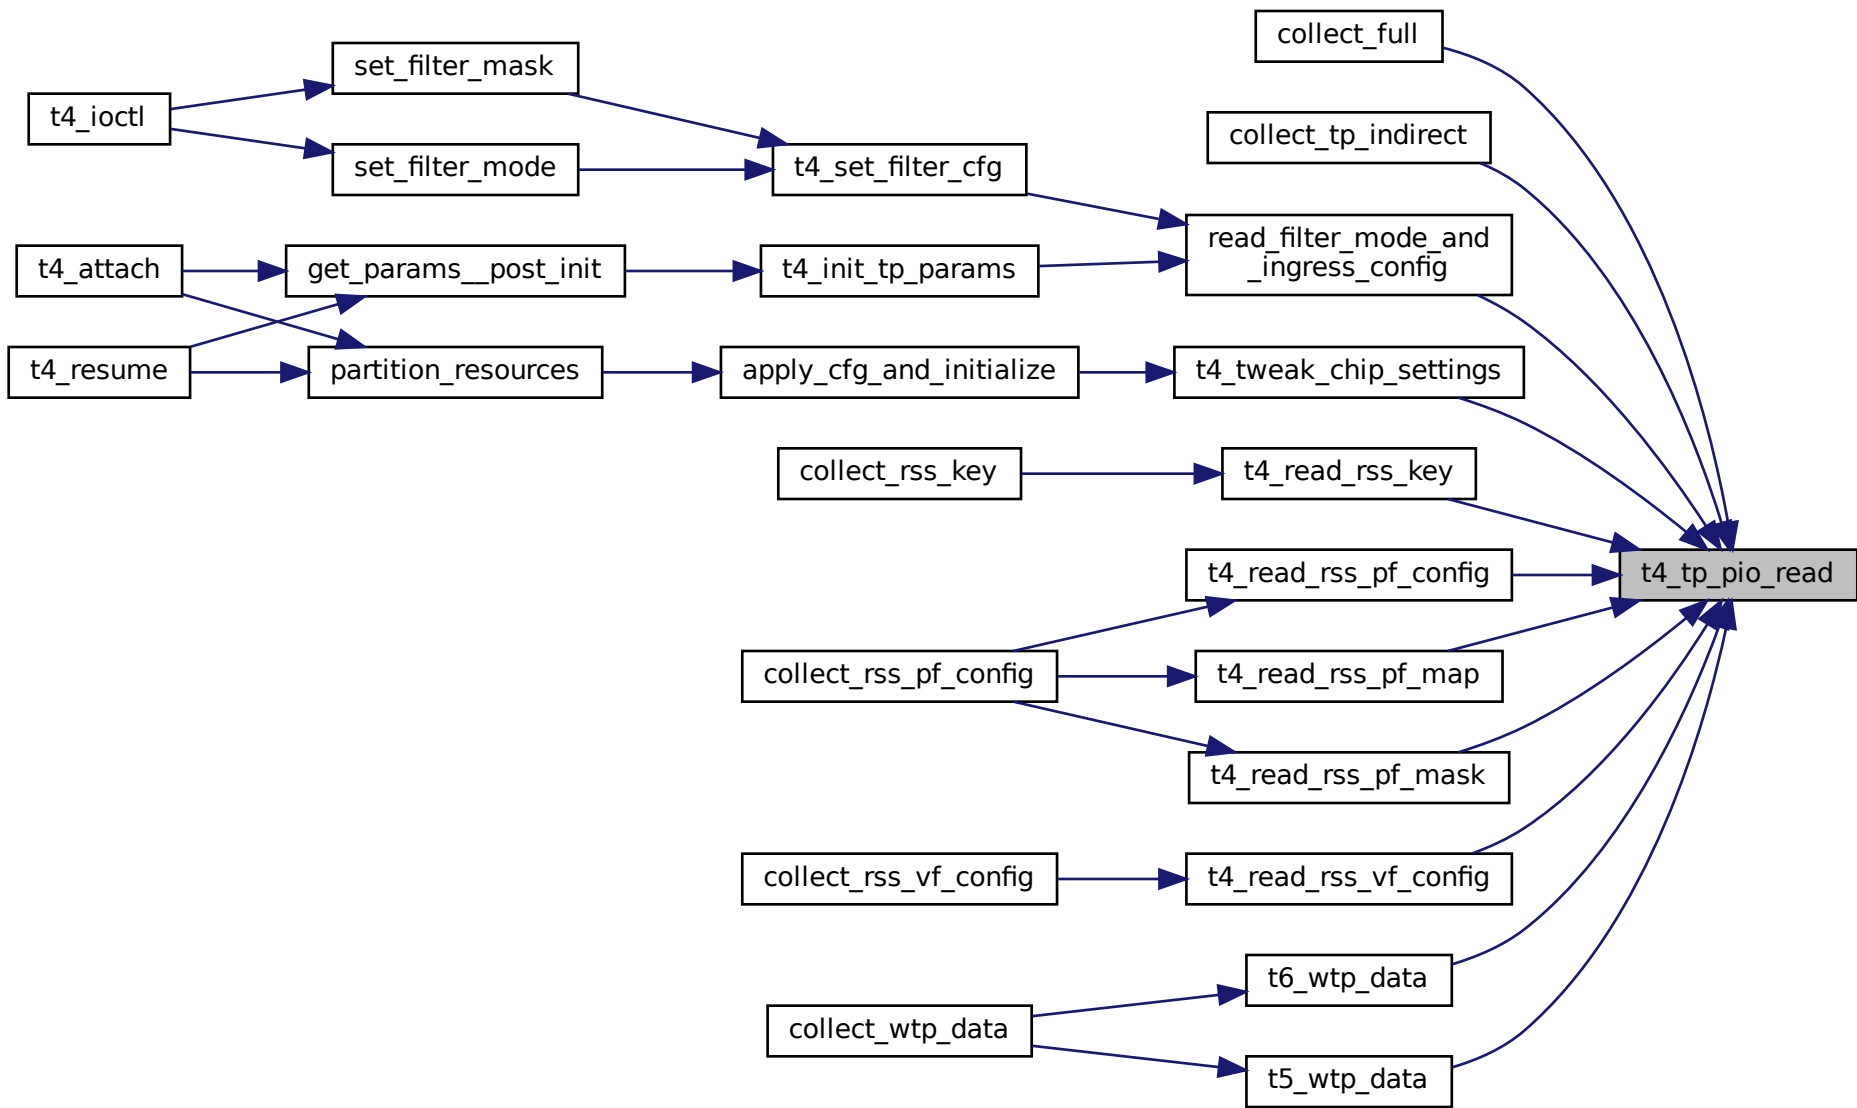 collect_full
set_filter_mask
t4_ioctl
collect_tp_indirect
set_filter_mode
t4_set_filter_cfg
read_filter_mode_and
_ingress_config
t4_attach
get_params__post_init
t4_init_tp_params
t4_resume
partition_resources
apply_cfg_and_initialize
t4_tweak_chip_settings
collect_rss_key
t4_read_rss_key
t4_read_rss_pf_config
t4_tp_pio_read
collect_rss_pf_config
t4_read_rss_pf_map
t4_read_rss_pf_mask
collect_rss_vf_config
t4_read_rss_vf_config
t6_wtp_data
collect_wtp_data
t5_wtp_data